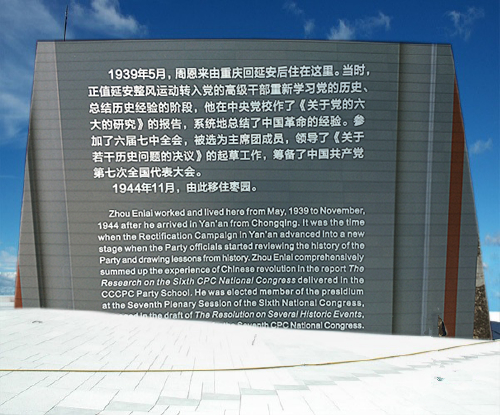 1939年5月，周恩来由重庆回延安后住在这里。当时，
正值延安整风运动转入党的高级干部重新学习党的历史、
总结历史经验的阶段，他在中央党校作了《关于党的六
大的研究》的报告，系统地总结了中国革命的经验。参
加了六届七中全会，被选为主席团成员，领导了《关于
若干历史问题的决议》的起草工作，筹备了中国共产党
第七次全国代表大会。
1944年11月，由此移住枣园。
Zhou Enlai worked and lived here from May, 1939 to November,
1944 after he arrived in Yan'an from Chongqing. It was the time
when the Rectification Campaign in Yan'an advanced into a new
stage when the Party officials started reviewing the history of the
Party and drawing lessons from history. Zhou Enlai comprehensively
summed up the experience of Chinese revolution in the report The
Research on the Sixth CPC National Congress delivered in the
CCCPC Party School. He was elected member of the presidium
at the Seventh Plenary Session of the Sixth National Congress,
in the draft of The Resolution on Several Historic Events,
Seventh CPC National Congress.